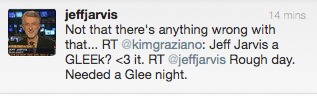 jeffjarvis 14 mins
Not that there's anything wrong with
that... RT @kimgraziano: Jeff Jarvis a
GLEEk? <3 it. RT @jeffjarvis Rough day.
Needed a Glee night.